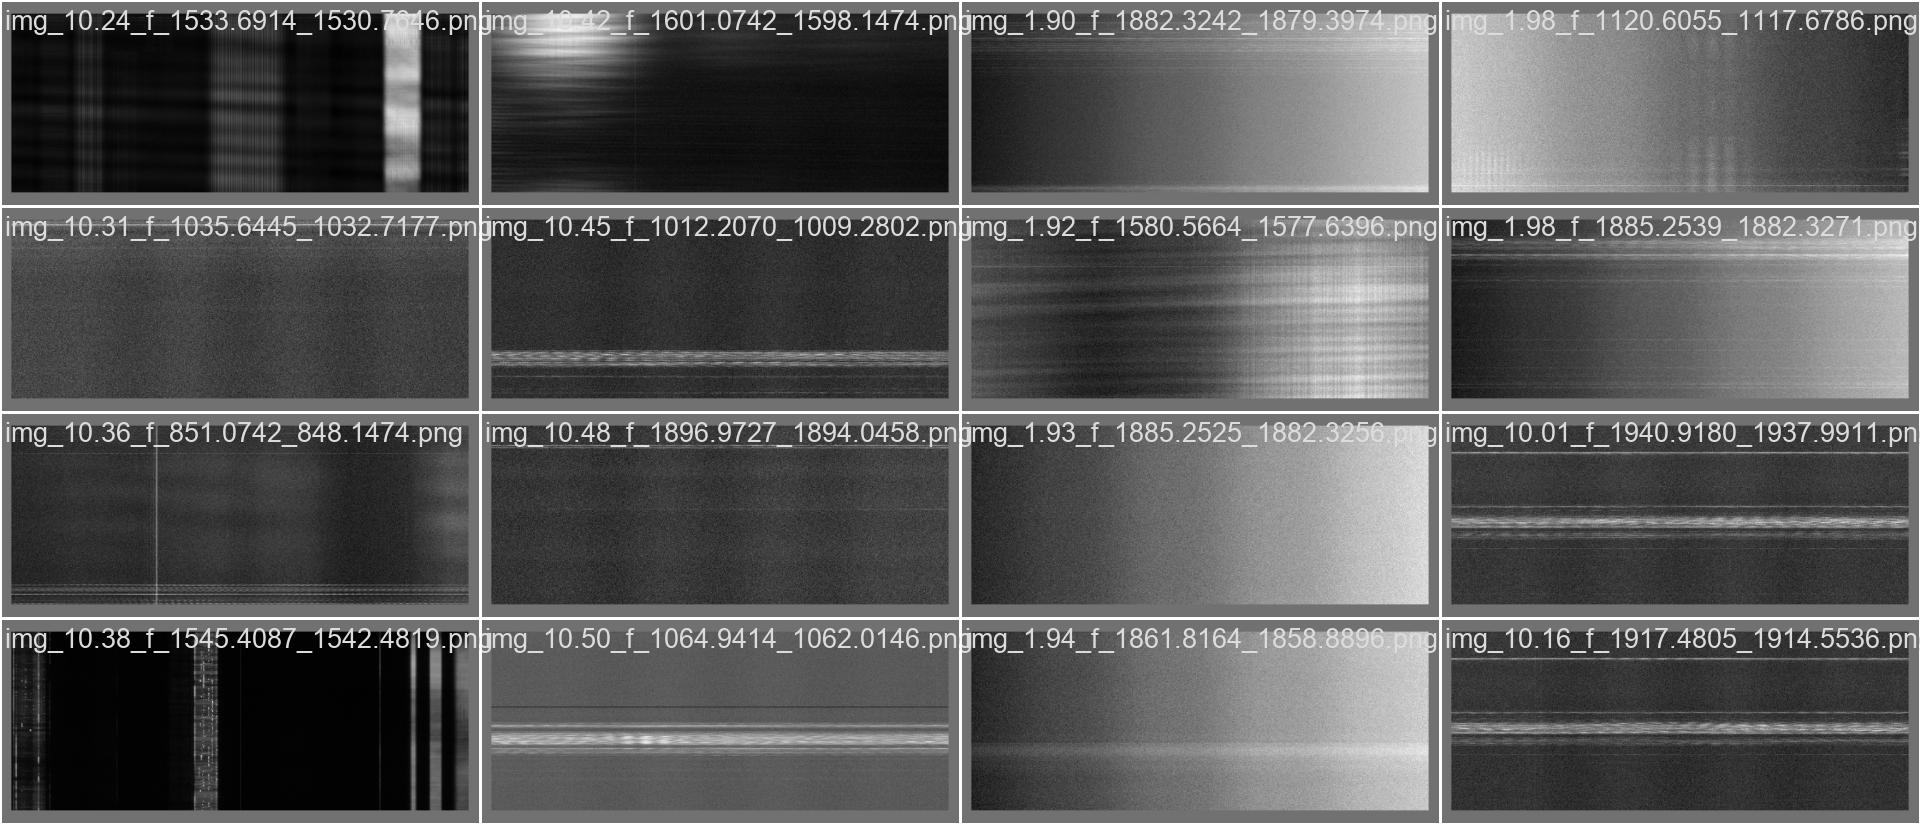 img_10.24_f_1533.6914_1530.7646.png
img_10.42_f_1601.0742_1598.1474.png
img_1.90_f_1882.3242_1879.3974.png
img_1.98_f_1120.6055_1117.6786.png
img_10.31_f_1035.6445_1032.7177.png
img_10.45_f_1012.2070_1009.2802.png
img_1.92_f_1580.5664_1577.6396.png
img_1.98_f_1885.2539_1882.3271.png
img_10.36_f_851.0742_848.1474.png
img_10.48_f_1896.9727_1894.0458.png
img_1.93_f_1885.2525_1882.3256.png
img_10.01_f_1940.9180_1937.9911.pn
img_10.38_f_1545.4087_1542.4819.png
img_10.50_f_1064.9414_1062.0146.png
img_1.94_f_1861.8164_1858.8896.png
img_10.16_f_1917.4805_1914.5536.pn